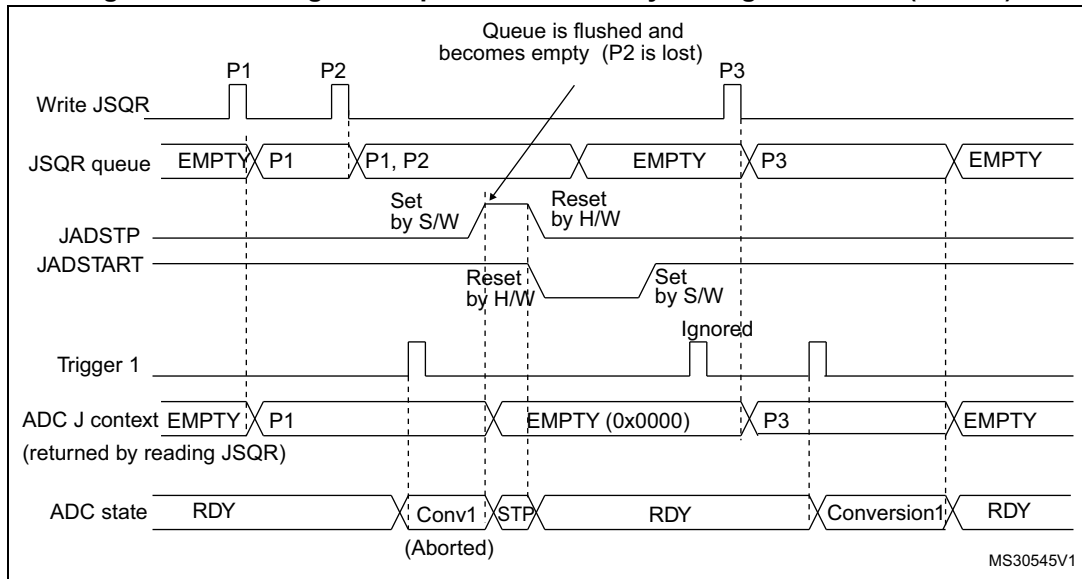 Queue is flushed and
becomes empty (P2 is lost)
P1
P2
P3
Write JSQR
JSQR queue
EMPTY
P1
P1, P2
EMPTY
P3
EMPTY
Set
by S/W
Reset
by H/W
JADSTP
JADSTART
Reset
by H/W
Set
by S/W
Ignored
Trigger 1
ADC J context
(returned by reading JSQR)
EMPTY
P1
EMPTY (0x0000)
P3
EMPTY
ADC state
RDY
Conv1
STP
RDY
Conversion1
RDY
(Aborted)
MS30545V1